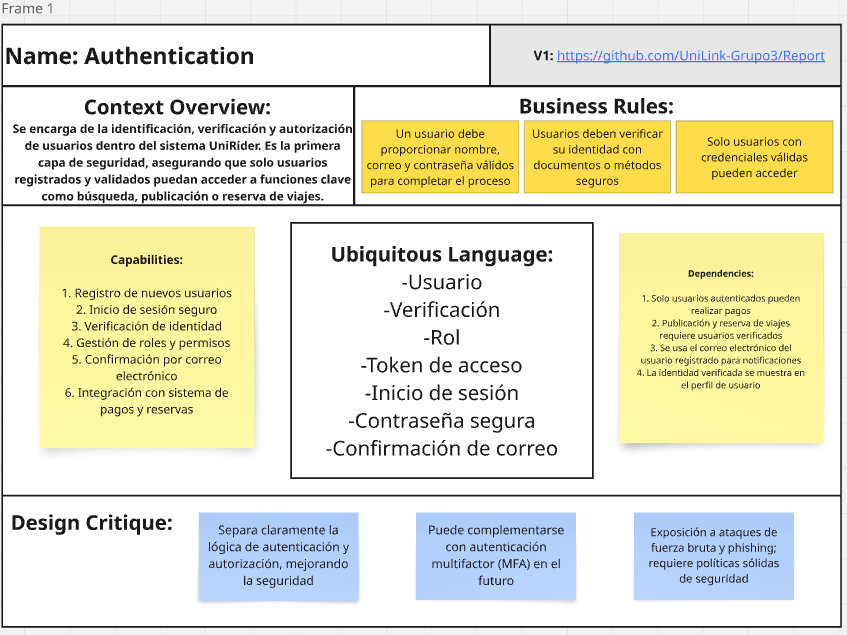 Frame 1
Name: Authentication
V1: https://github.com/UniLink-Grupo3/Report
Context Overview:
Se encarga de la identificación, verificación y autorización
de usuarios dentro del sistema UniRider. Es la primera
capa de seguridad, asegurando que solo usuarios
registrados y validados puedan acceder a funciones clave
como búsqueda, publicación o reserva de viajes.
Business Rules:
Un usuario debe
proporcionar nombre,
correo y contraseña válidos
para completar el proceso
Usuarios deben verificar
su identidad con
documentos o métodos
seguros
Solo usuarios con
credenciales válidas
pueden acceder
Capabilities:
1. Registro de nuevos usuarios
2. Inicio de sesión seguro
3. Verificación de identidad
4. Gestión de roles y permisos
5. Confirmación por correo
electrónico
6. Integración con sistema de
pagos y reservas
Ubiquitous Language:
-Usuario
-Verificación
-Rol
-Token de acceso
-Inicio de sesión
-Contraseña segura
-Confirmación de correo
Dependencies:
1. Solo usuarios autenticados pueden
realizar pagos
2. Publicación y reserva de viajes
requiere usuarios verificados
3. Se usa el correo electrónico del
usuario registrado para notificaciones
4. La identidad verificada se muestra en
el perfil de usuario
Design Critique:
Separa claramente la
lógica de autenticación y
autorización, mejorando
la seguridad
Puede complementarse
con autenticación
multifactor (MFA) en el
futuro
Exposición a ataques de
fuerza bruta y phishing;
requiere políticas sólidas
de seguridad